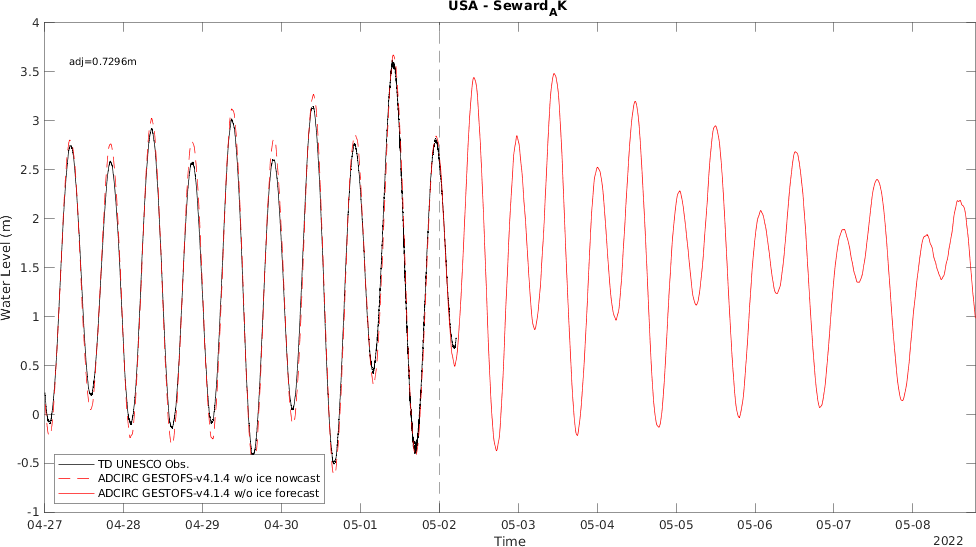 USA - Seward_AK
4
adj=0.7296m
3.5
3
2.5
2
1.5
1
0.5
0
-0.5
-1
Water Level (m)
TD UNESCO Obs.
ADCIRC GESTOFS-v4.1.4 w/o ice nowcast
ADCIRC GESTOFS-v4.1.4 w/o ice forecast
04-27 04-28 04-29 04-30 05-01 05-02 05-03 05-04 05-05 05-06 05-07 05-08
Time
2022